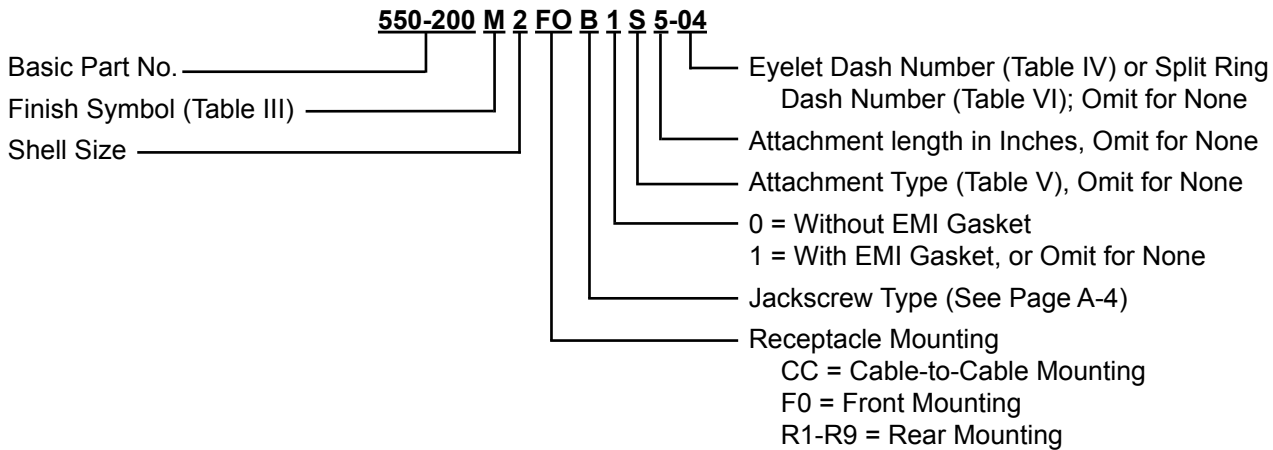 550-200 M 2 FO B 1 S 5-04
Basic Part No.
Finish Symbol (Table III)
Shell Size
Eyelet Dash Number (Table IV) or Split Ring
Dash Number (Table VI); Omit for None
Attachment length in Inches, Omit for None
Attachment Type (Table V), Omit for None
0 = Without EMI Gasket
1 = With EMI Gasket, or Omit for None
Jackscrew Type (See Page A-4)
Receptacle Mounting
CC = Cable-to-Cable Mounting
F0 = Front Mounting
R1-R9 = Rear Mounting